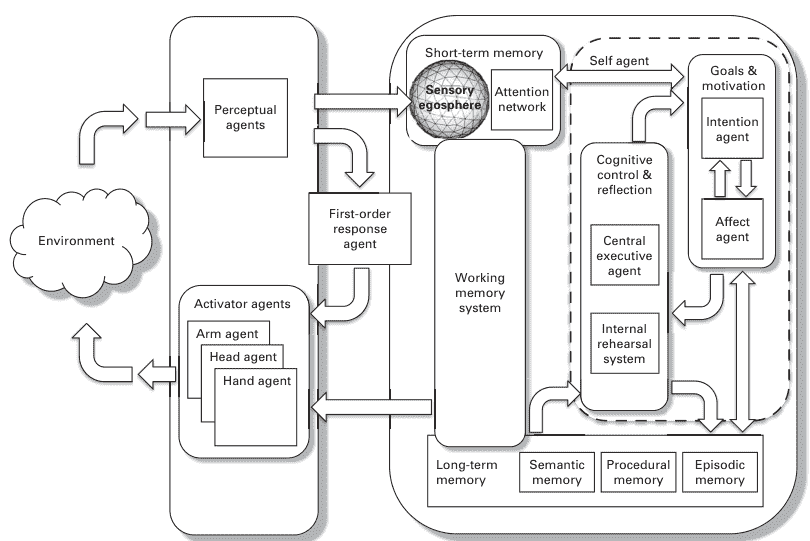 Short-term memory
Sensory
egosphere
Attention
network
Self agent
Goals &
motivation
Intention
agent
Affect
agent
Perceptual
agents
Cognitive
control &
reflection
First-order
response
agent
Environment
Central
executive
agent
Working
memory
system
Activator agents
Arm agent
Head agent
Hand agent
Internal
rehearsal
system
Long-term
memory
Semantic
memory
Procedural
memory
Episodic
memory